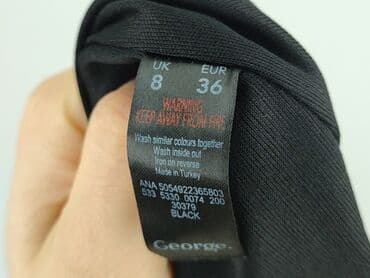 UK EUR
8 36
WARNING
KEEP AWAY FROM FIRE
Wash similar colours together
Wash inside out
Iron on reverse
Made in Turkey
ANA 5054922365803
533 5330 0074 200
30379
BLACK
George.